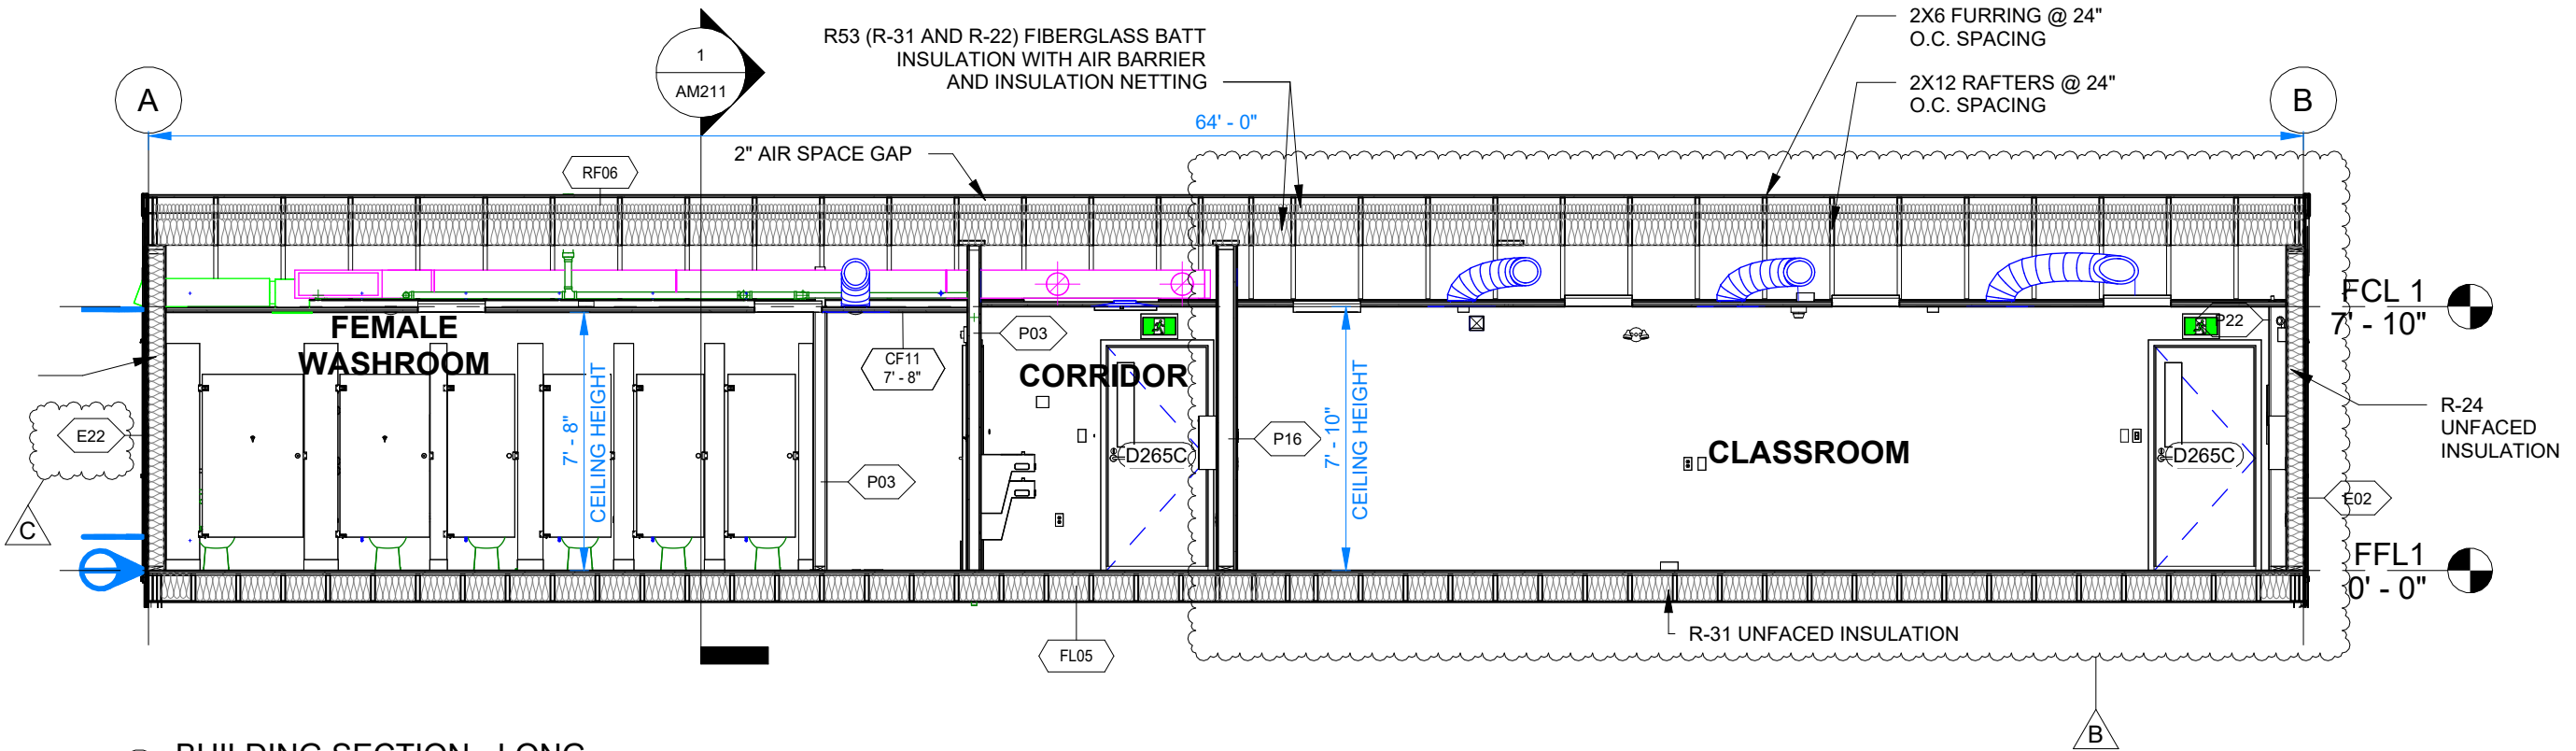 2X6 FURRING @ 24"
O.C. SPACING
R53 (R-31 AND R-22) FIBERGLASS BATT
INSULATION WITH AIR BARRIER
AND INSULATION NETTING
1
AM211
2X12 RAFTERS @ 24"
O.C. SPACING
A
B
64' - 0"
2" AIR SPACE GAP
RF06
FCL 1
7' - 10"
FEMALE
WASHROOM
P03
P22
CF11
7' - 8"
CORRIDOR
7' - 8"
CEILING HEIGHT
7' - 10"
CEILING HEIGHT
R-24
UNFACED
INSULATION
E22
P16
CLASSROOM
D265C
D265C
P03
E02
C
FFL1
0' - 0"
R-31 UNFACED INSULATION
FL05
B
BUILDING SECTION - LONG